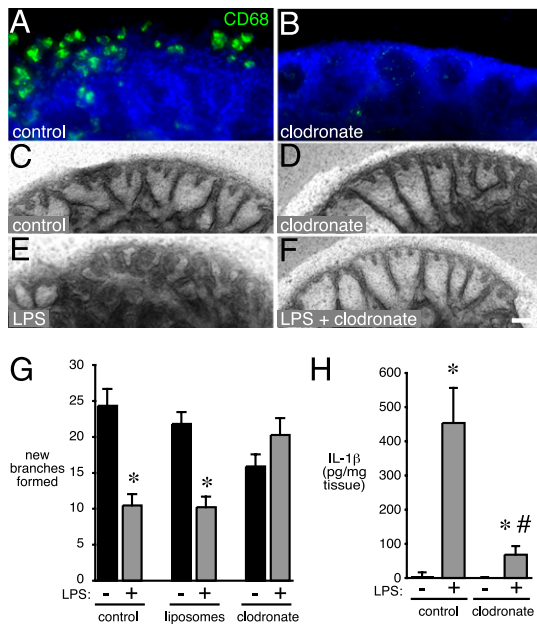 A CD68 B
control clodronate
C D
control clodronate
E F
LPS LPS + clodronate
G
30
25
20
15
10
5
0
new
branches
formed
* *
LPS: - + - + - +
control liposomes clodronate
H
600
500
400
300
200
100
0
IL-1β
(pg/mg
tissue)
*
* #
LPS: - + - +
control clodronate